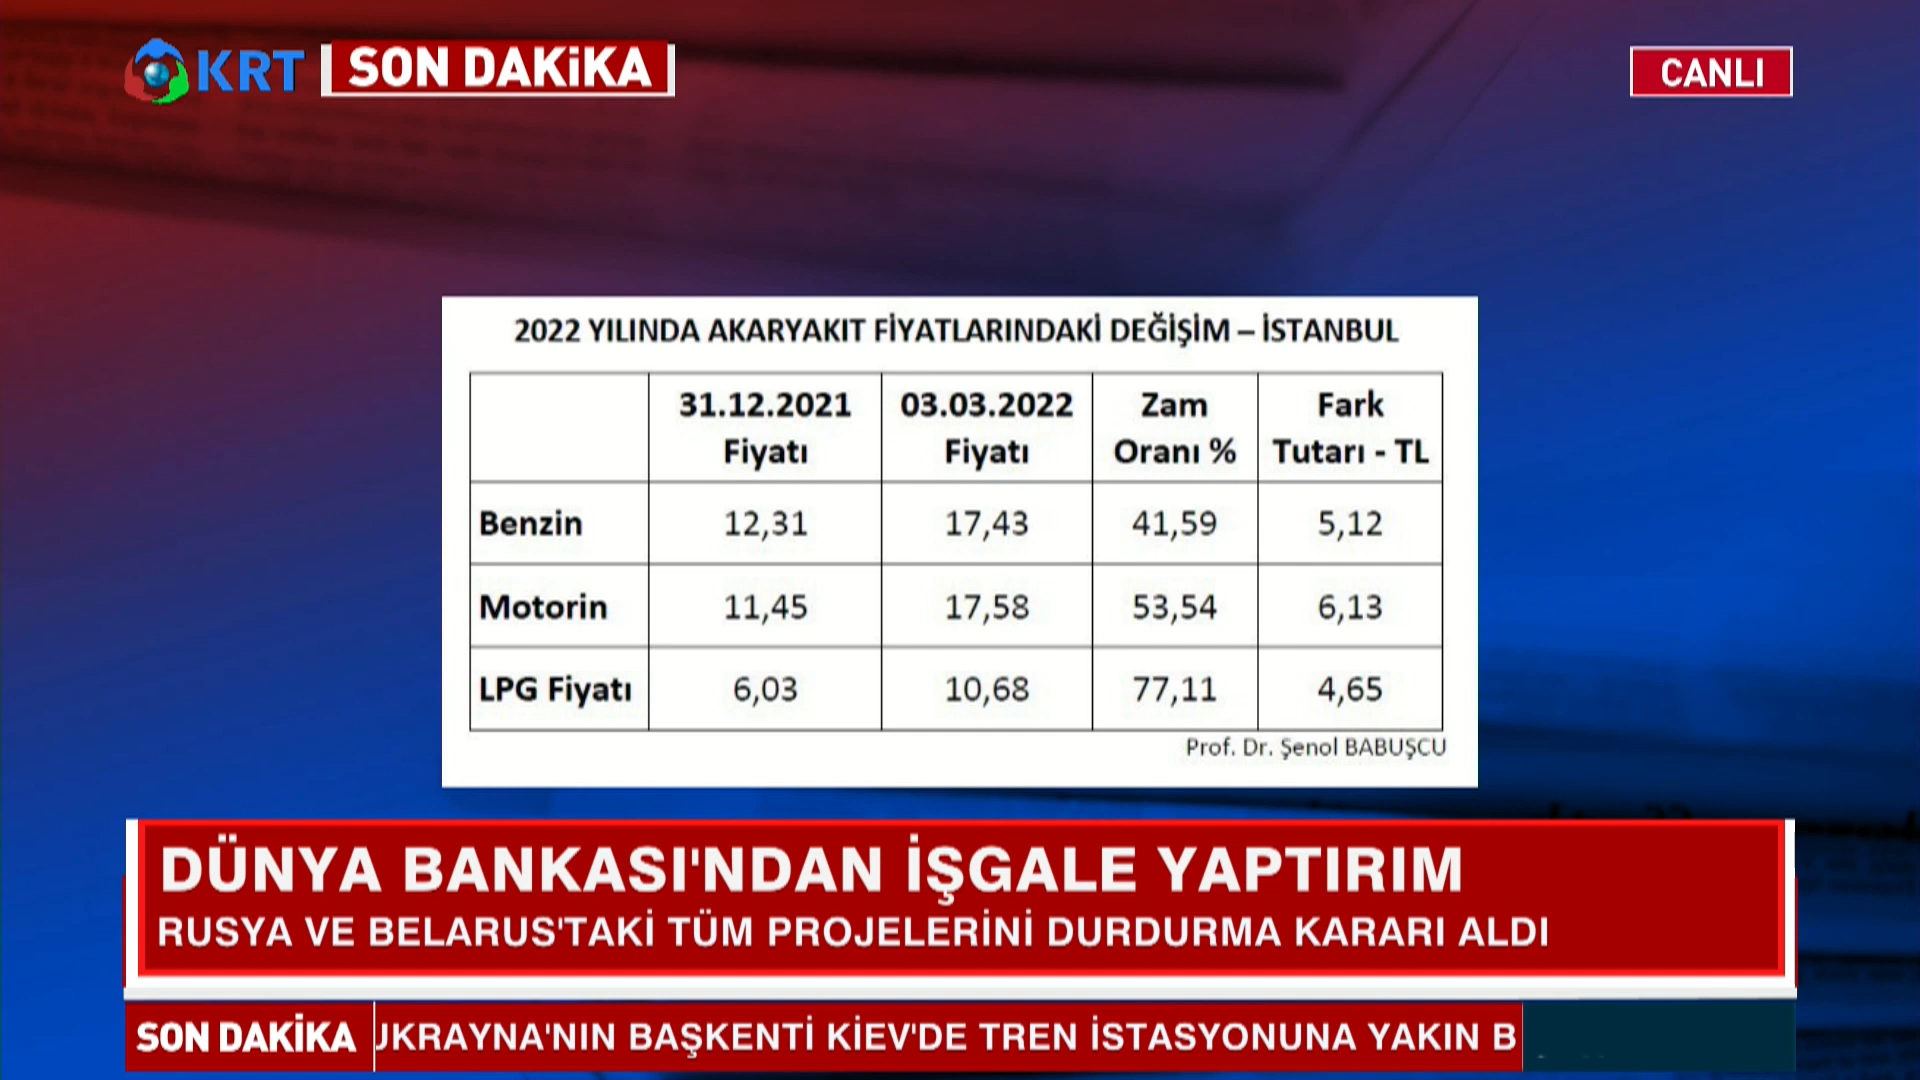 KRT SON DAKİKA
CANLI
2022 YILINDA AKARYAKIT FİYATLARINDAKİ DEĞİŞİM – İSTANBUL
31.12.2021 Fiyatı
03.03.2022 Fiyatı
Zam Oranı %
Fark Tutarı - TL
Benzin 12,31 17,43 41,59 5,12
Motorin 11,45 17,58 53,54 6,13
LPG Fiyatı 6,03 10,68 77,11 4,65
Prof. Dr. Şenol BABUŞCU
DÜNYA BANKASI'NDAN İŞGALE YAPTIRIM
RUSYA VE BELARUS'TAKİ TÜM PROJELERİNİ DURDURMA KARARI ALDI
SON DAKİKA UKRAYNA'NIN BAŞKENTİ KİEV'DE TREN İSTASYONUNA YAKIN B